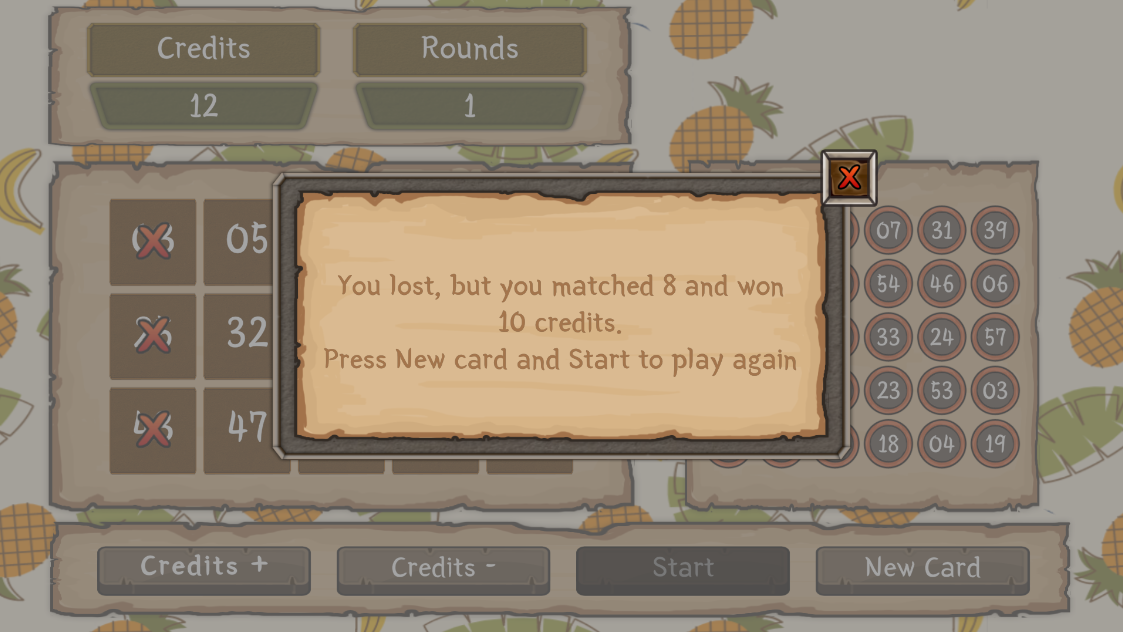 Credits Rounds
12 1
You lost, but you matched 8 and won
10 credits.
Press New card and Start to play again
05
32
47
07 31 39
54 46 06
33 24 57
23 53 03
18 04 19
Credits + Credits - Start New Card